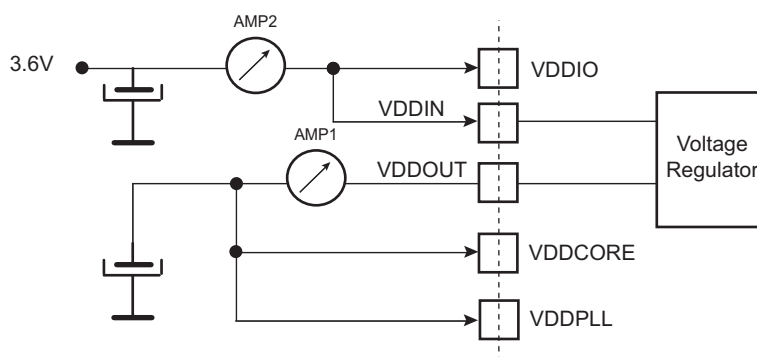 AMP2
3.6V
VDDIO
VDDIN
Voltage
Regulator
AMP1
VDDOUT
VDDCORE
VDDPLL